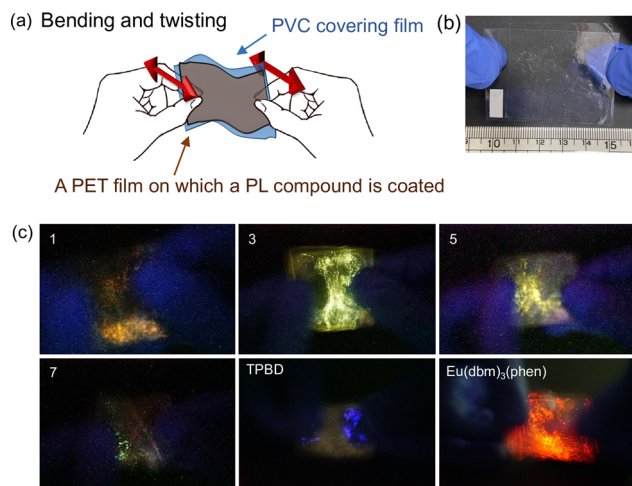 (a) Bending and twisting
PVC covering film
A PET film on which a PL compound is coated
(b)
10 11 12 13 14 15
(c)
1
3
5
7
TPBD
Eu(dbm)₃(phen)